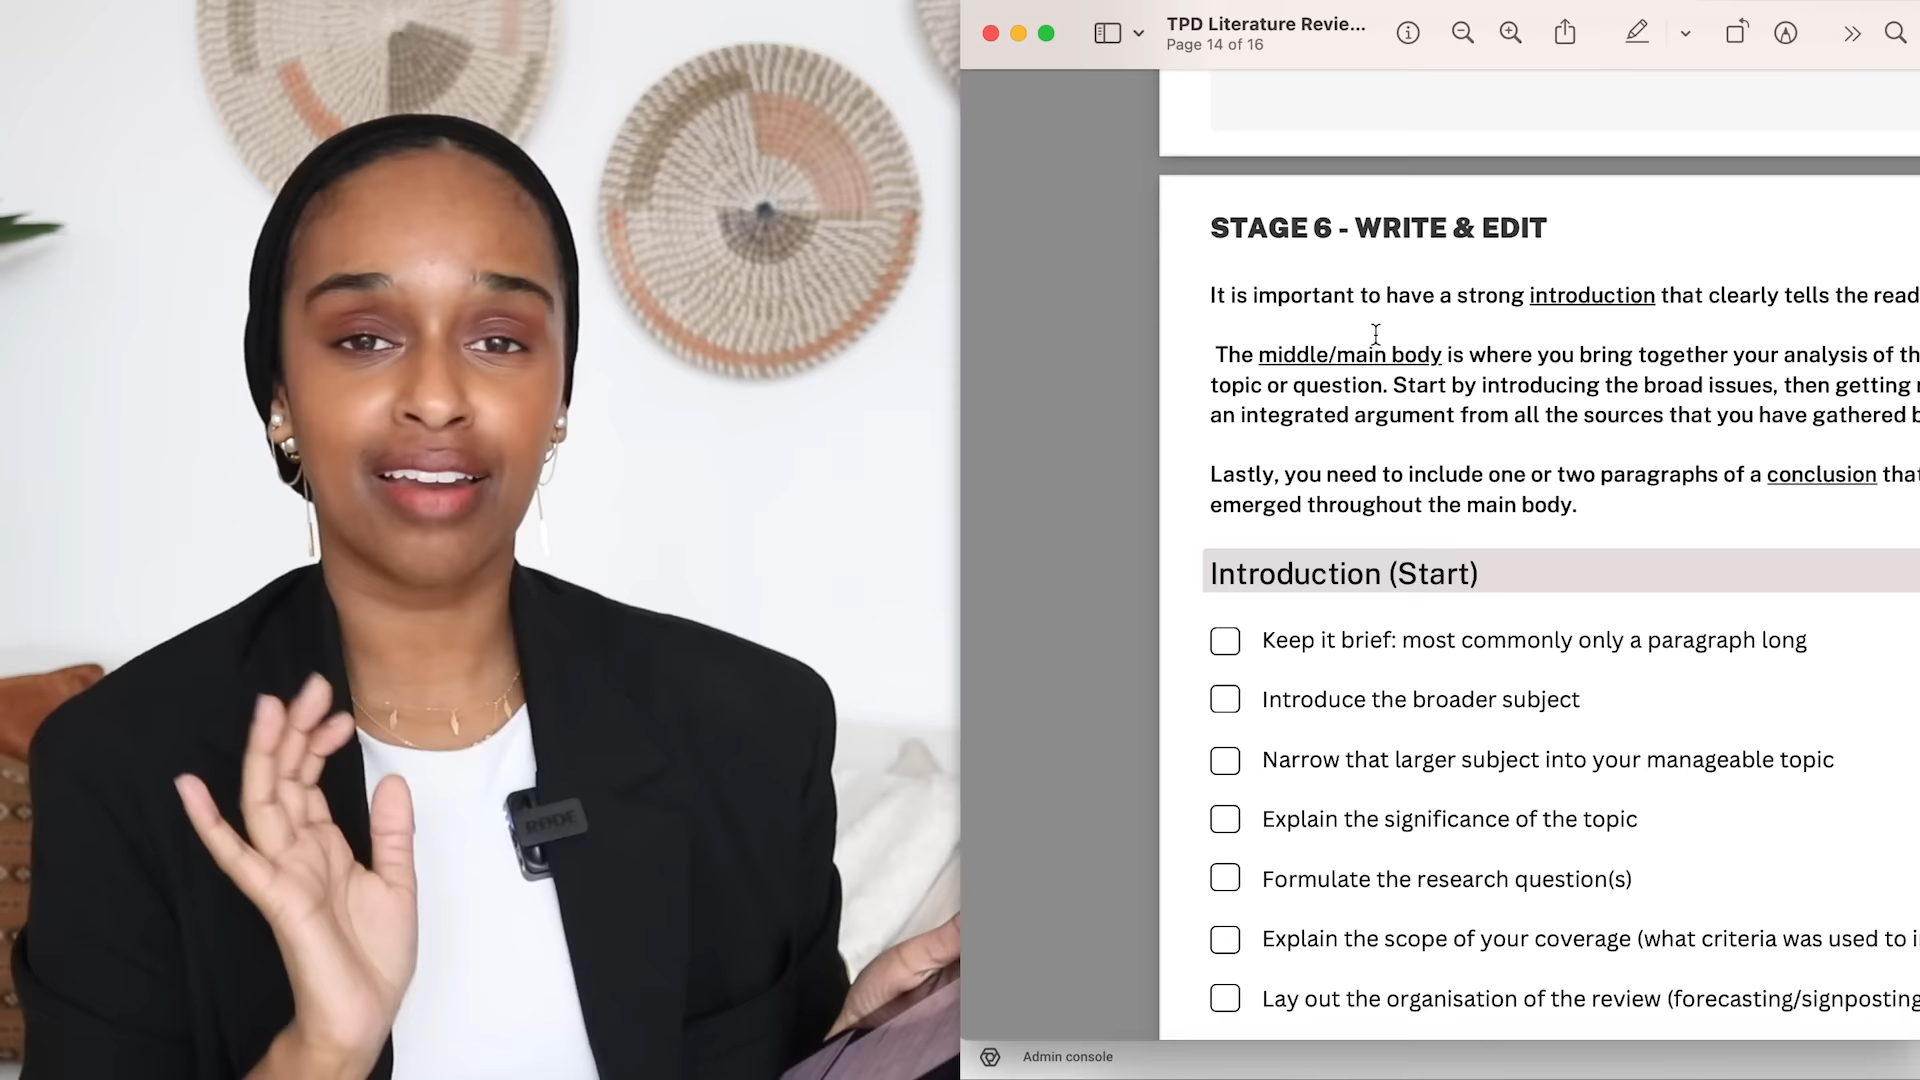 TPD Literature Revie...
Page 14 of 16
STAGE 6 - WRITE & EDIT
It is important to have a strong introduction that clearly tells the read
The middle/main body is where you bring together your analysis of th
topic or question. Start by introducing the broad issues, then getting
an integrated argument from all the sources that you have gathered b
Lastly, you need to include one or two paragraphs of a conclusion that
emerged throughout the main body.
Introduction (Start)
Keep it brief: most commonly only a paragraph long
Introduce the broader subject
Narrow that larger subject into your manageable topic
Explain the significance of the topic
Formulate the research question(s)
Explain the scope of your coverage (what criteria was used to i
Lay out the organisation of the review (forecasting/signposting
Admin console
RØDE